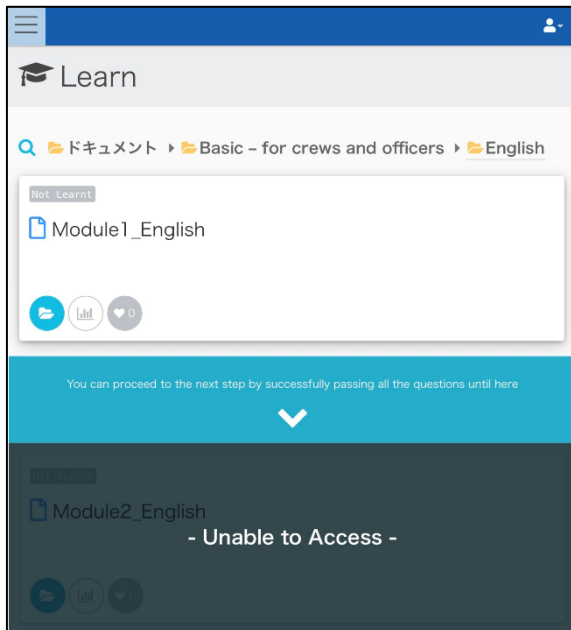 Learn
ドキュメント Basic – for crews and officers English
Not Learnt
Module1_English
0
You can proceed to the next step by successfully passing all the questions until here
Not Learnt
Module2_English
- Unable to Access -
0